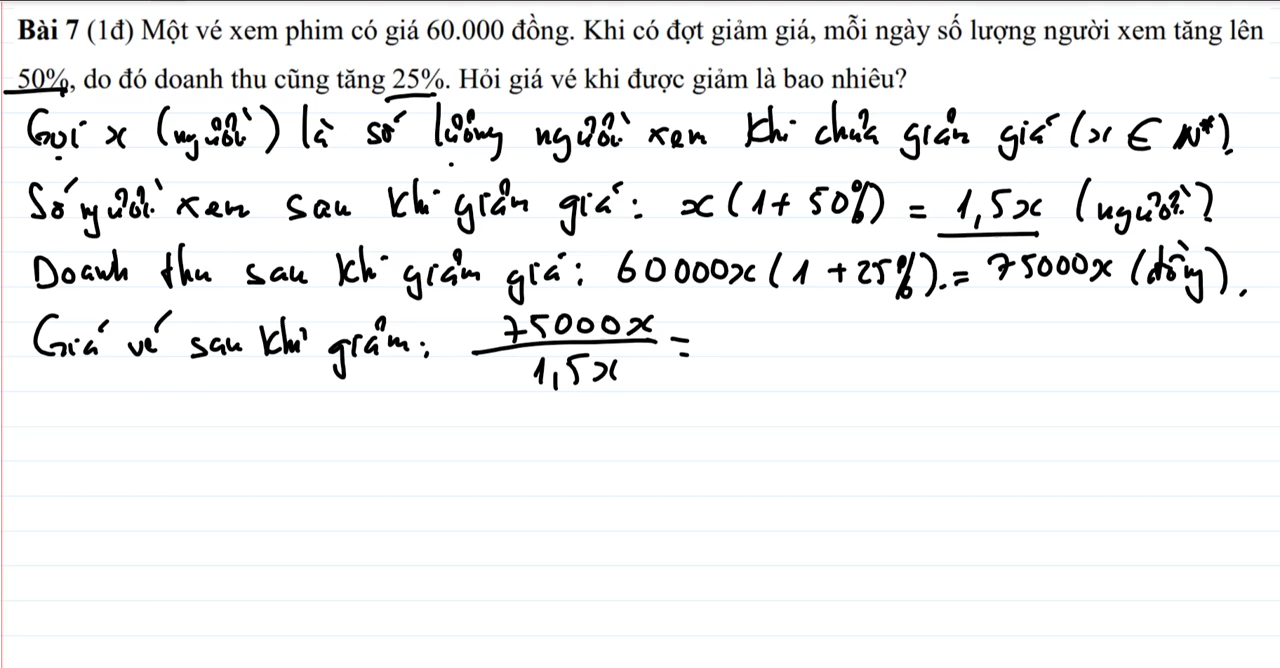 Bài 7 (1đ) Một vé xem phim có giá 60.000 đồng. Khi có đợt giảm giá, mỗi ngày số lượng người xem tăng lên
50%, do đó doanh thu cũng tăng 25%. Hỏi giá vé khi được giảm là bao nhiêu?
Gọi x (người) là số lượng người xem khi chưa giảm giá (x ∈ N*).
Số người xem sau khi giảm giá: x(1 + 50%) = 1,5x (người)
Doanh thu sau khi giảm giá: 60000x(1 + 25%) = 75000x (đồng).
Giá vé sau khi giảm: 75000x / 1,5x =